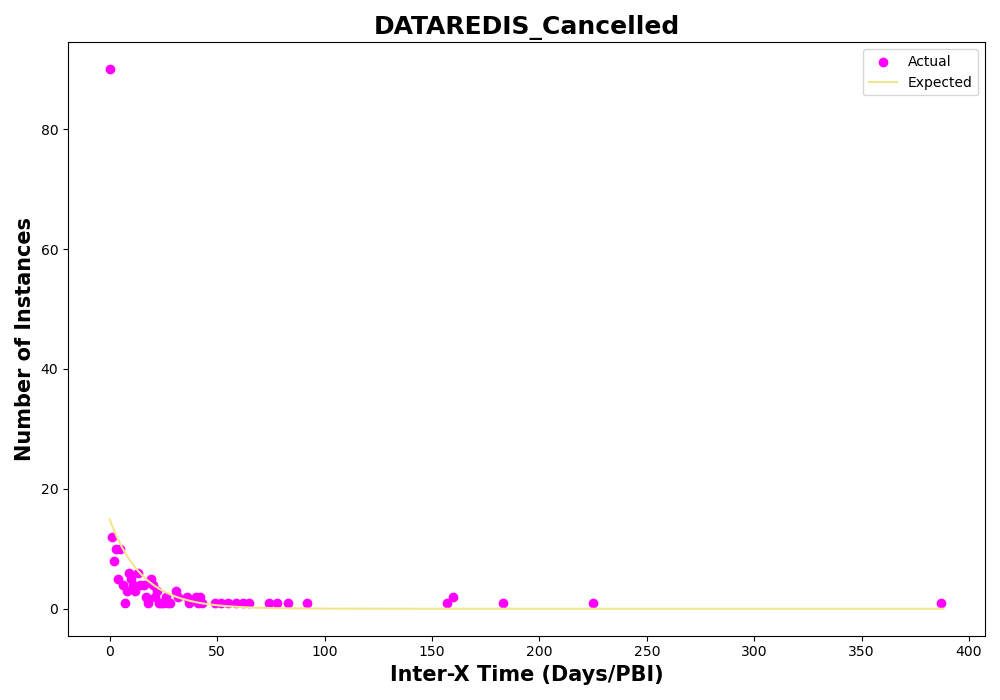 DATAREDIS_Cancelled
Actual
Expected
Number of Instances
80
60
40
20
0
0 50 100 150 200 250 300 350 400
Inter-X Time (Days/PBI)